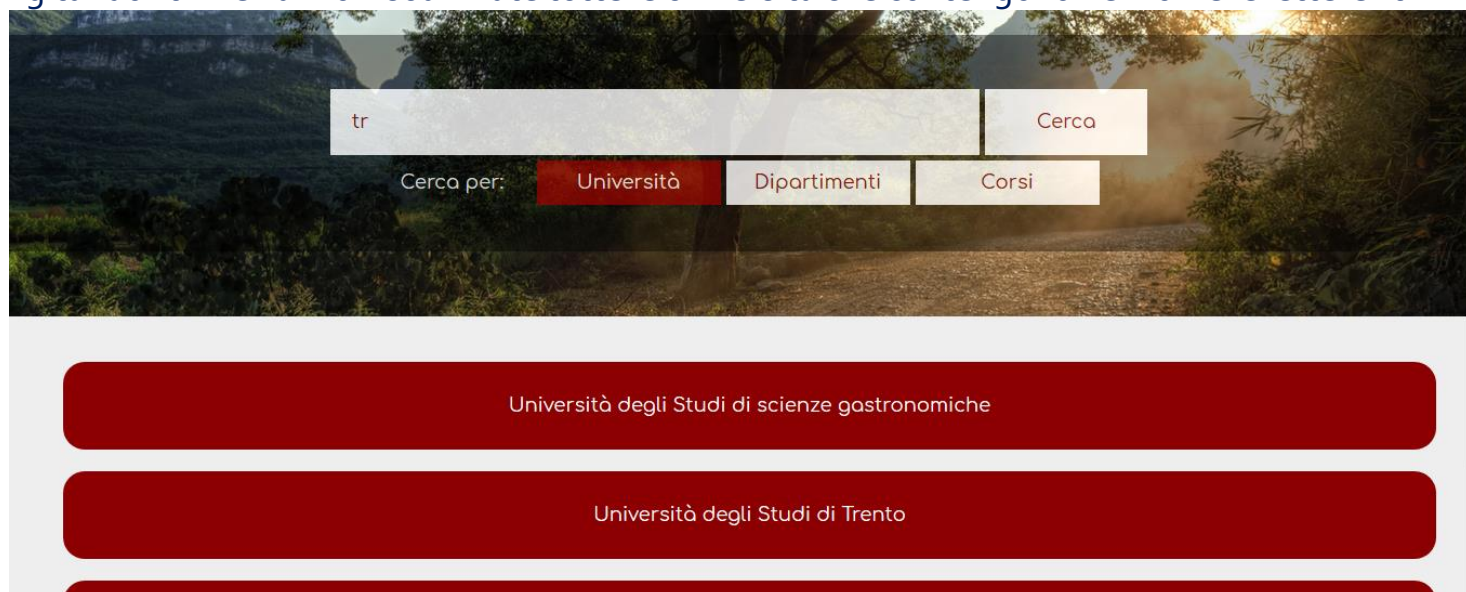 tr
Cerca
Cerca per:
Università
Dipartimenti
Corsi
Università degli Studi di scienze gastronomiche
Università degli Studi di Trento